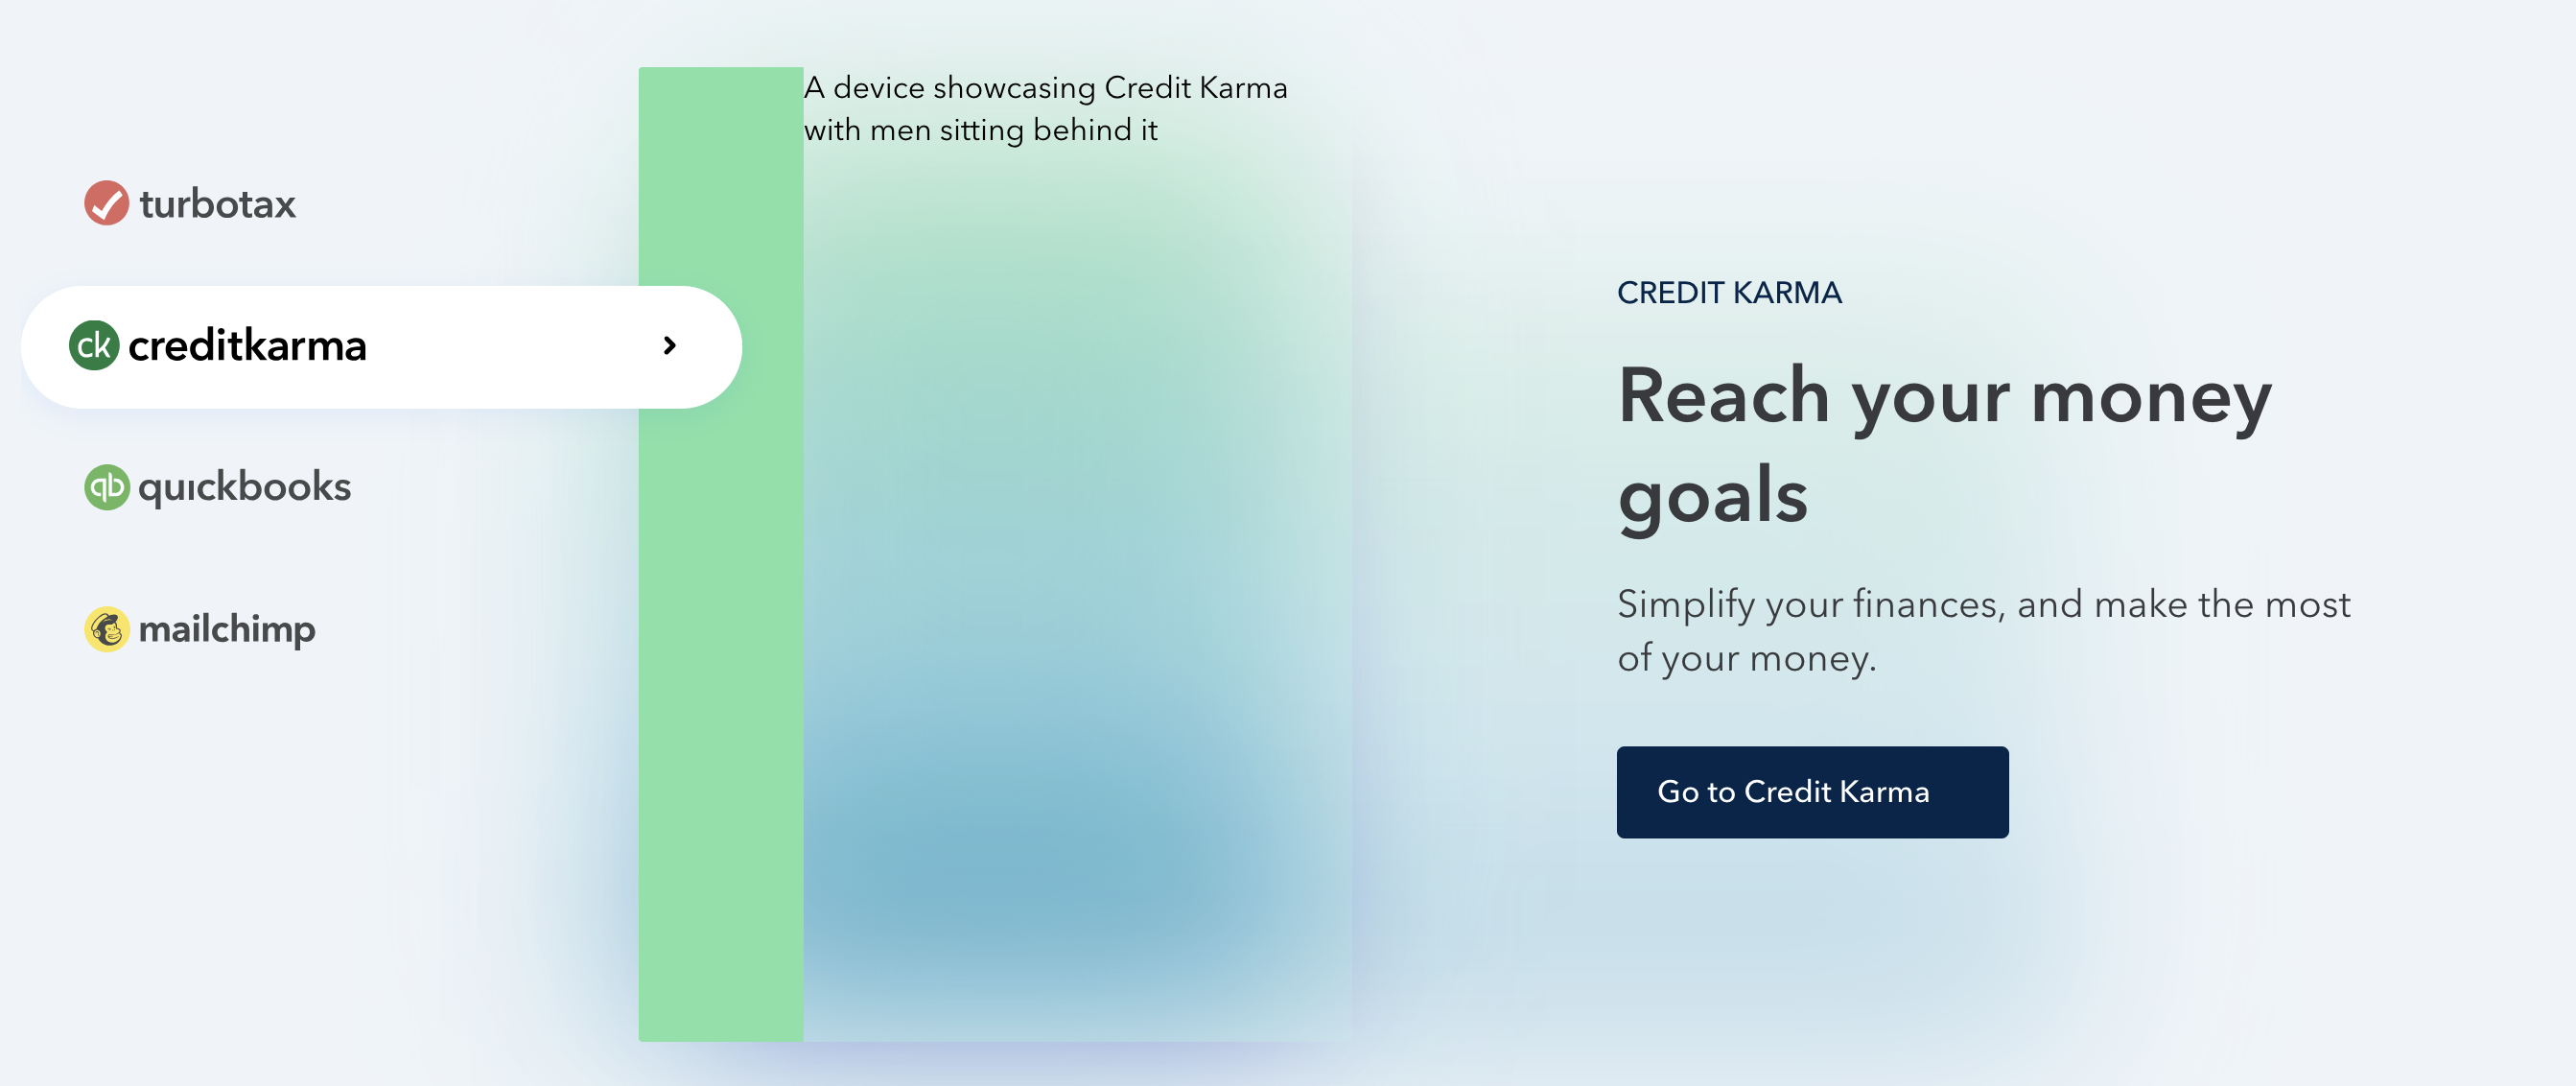 turbotax
ck creditkarma
qb quickbooks
mailchimp
A device showcasing Credit Karma
with men sitting behind it
CREDIT KARMA
Reach your money
goals
Simplify your finances, and make the most
of your money.
Go to Credit Karma